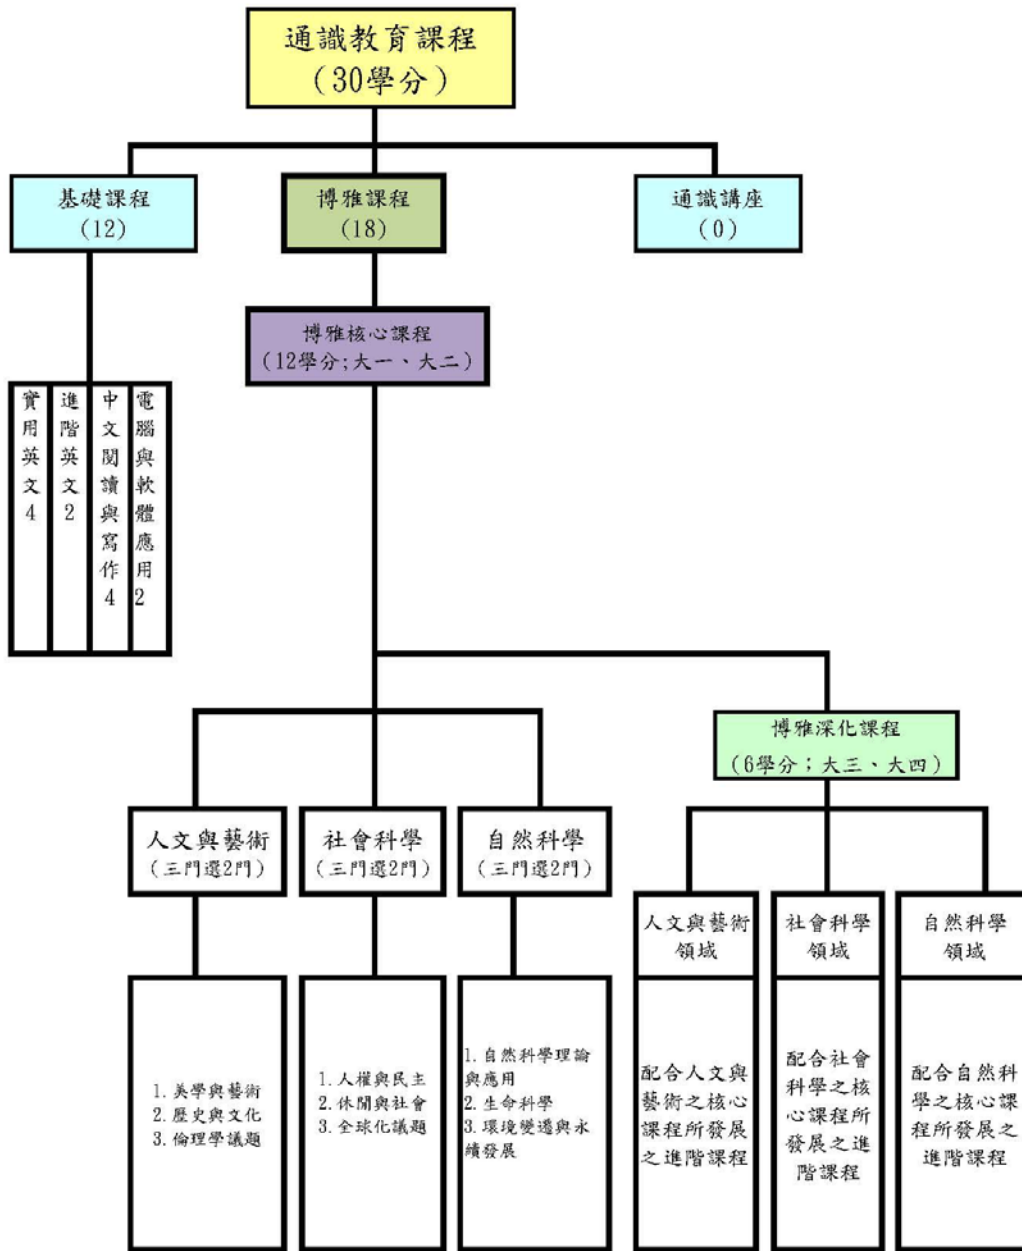 通識教育課程
(30學分)
基礎課程
(12)
博雅課程
(18)
通識講座
(0)
博雅核心課程
(12學分;大一、大二)
實用英文4
進階英文2
中文閱讀與寫作4
電腦與軟體應用2
博雅深化課程
(6學分；大三、大四)
人文與藝術
(三門選2門)
社會科學
(三門選2門)
自然科學
(三門選2門)
人文與藝術
領域
社會科學
領域
自然科學
領域
1. 美學與藝術
2. 歷史與文化
3. 倫理學議題
1. 人權與民主
2. 休閒與社會
3. 全球化議題
1. 自然科學理論
與應用
2. 生命科學
3. 環境變遷與永
續發展
配合人文與
藝術之核心
課程所發展
之進階課程
配合社會
科學之核
心課程所
發展之進
階課程
配合自然科
學之核心課
程所發展之
進階課程